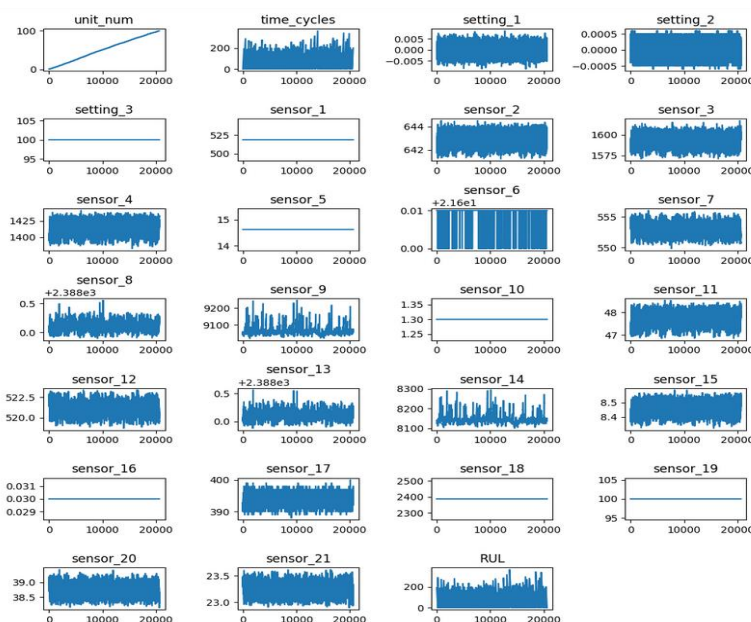 unit_num time_cycles setting_1 setting_2
100 200 0.005 0.0005
0.000 0.0000
0 0 −0.005 −0.0005
0 10000 20000 0 10000 20000 0 10000 20000 0 10000 20000
setting_3 sensor_1 sensor_2 sensor_3
105 525 644 1600
100
95 500 642 1575
0 10000 20000 0 10000 20000 0 10000 20000 0 10000 20000
sensor_4 sensor_5 sensor_6 sensor_7
+2.16e1
1425 15 0.01 555
1400 14 0.00 550
0 10000 20000 0 10000 20000 0 10000 20000 0 10000 20000
sensor_8 sensor_9 sensor_10 sensor_11
+2.388e3
0.5 9200 1.35 48
1.30
0.0 9100 1.25 47
0 10000 20000 0 10000 20000 0 10000 20000 0 10000 20000
sensor_12 sensor_13 sensor_14 sensor_15
+2.388e3
522.5 0.5 8300 8.5
8200
520.0 0.0 8100 8.4
0 10000 20000 0 10000 20000 0 10000 20000 0 10000 20000
sensor_16 sensor_17 sensor_18 sensor_19
0.031 400 2500 105
0.030 2400 100
0.029 390 2300 95
0 10000 20000 0 10000 20000 0 10000 20000 0 10000 20000
sensor_20 sensor_21 RUL
39.0 23.5 200
38.5 23.0 0
0 10000 20000 0 10000 20000 0 10000 20000